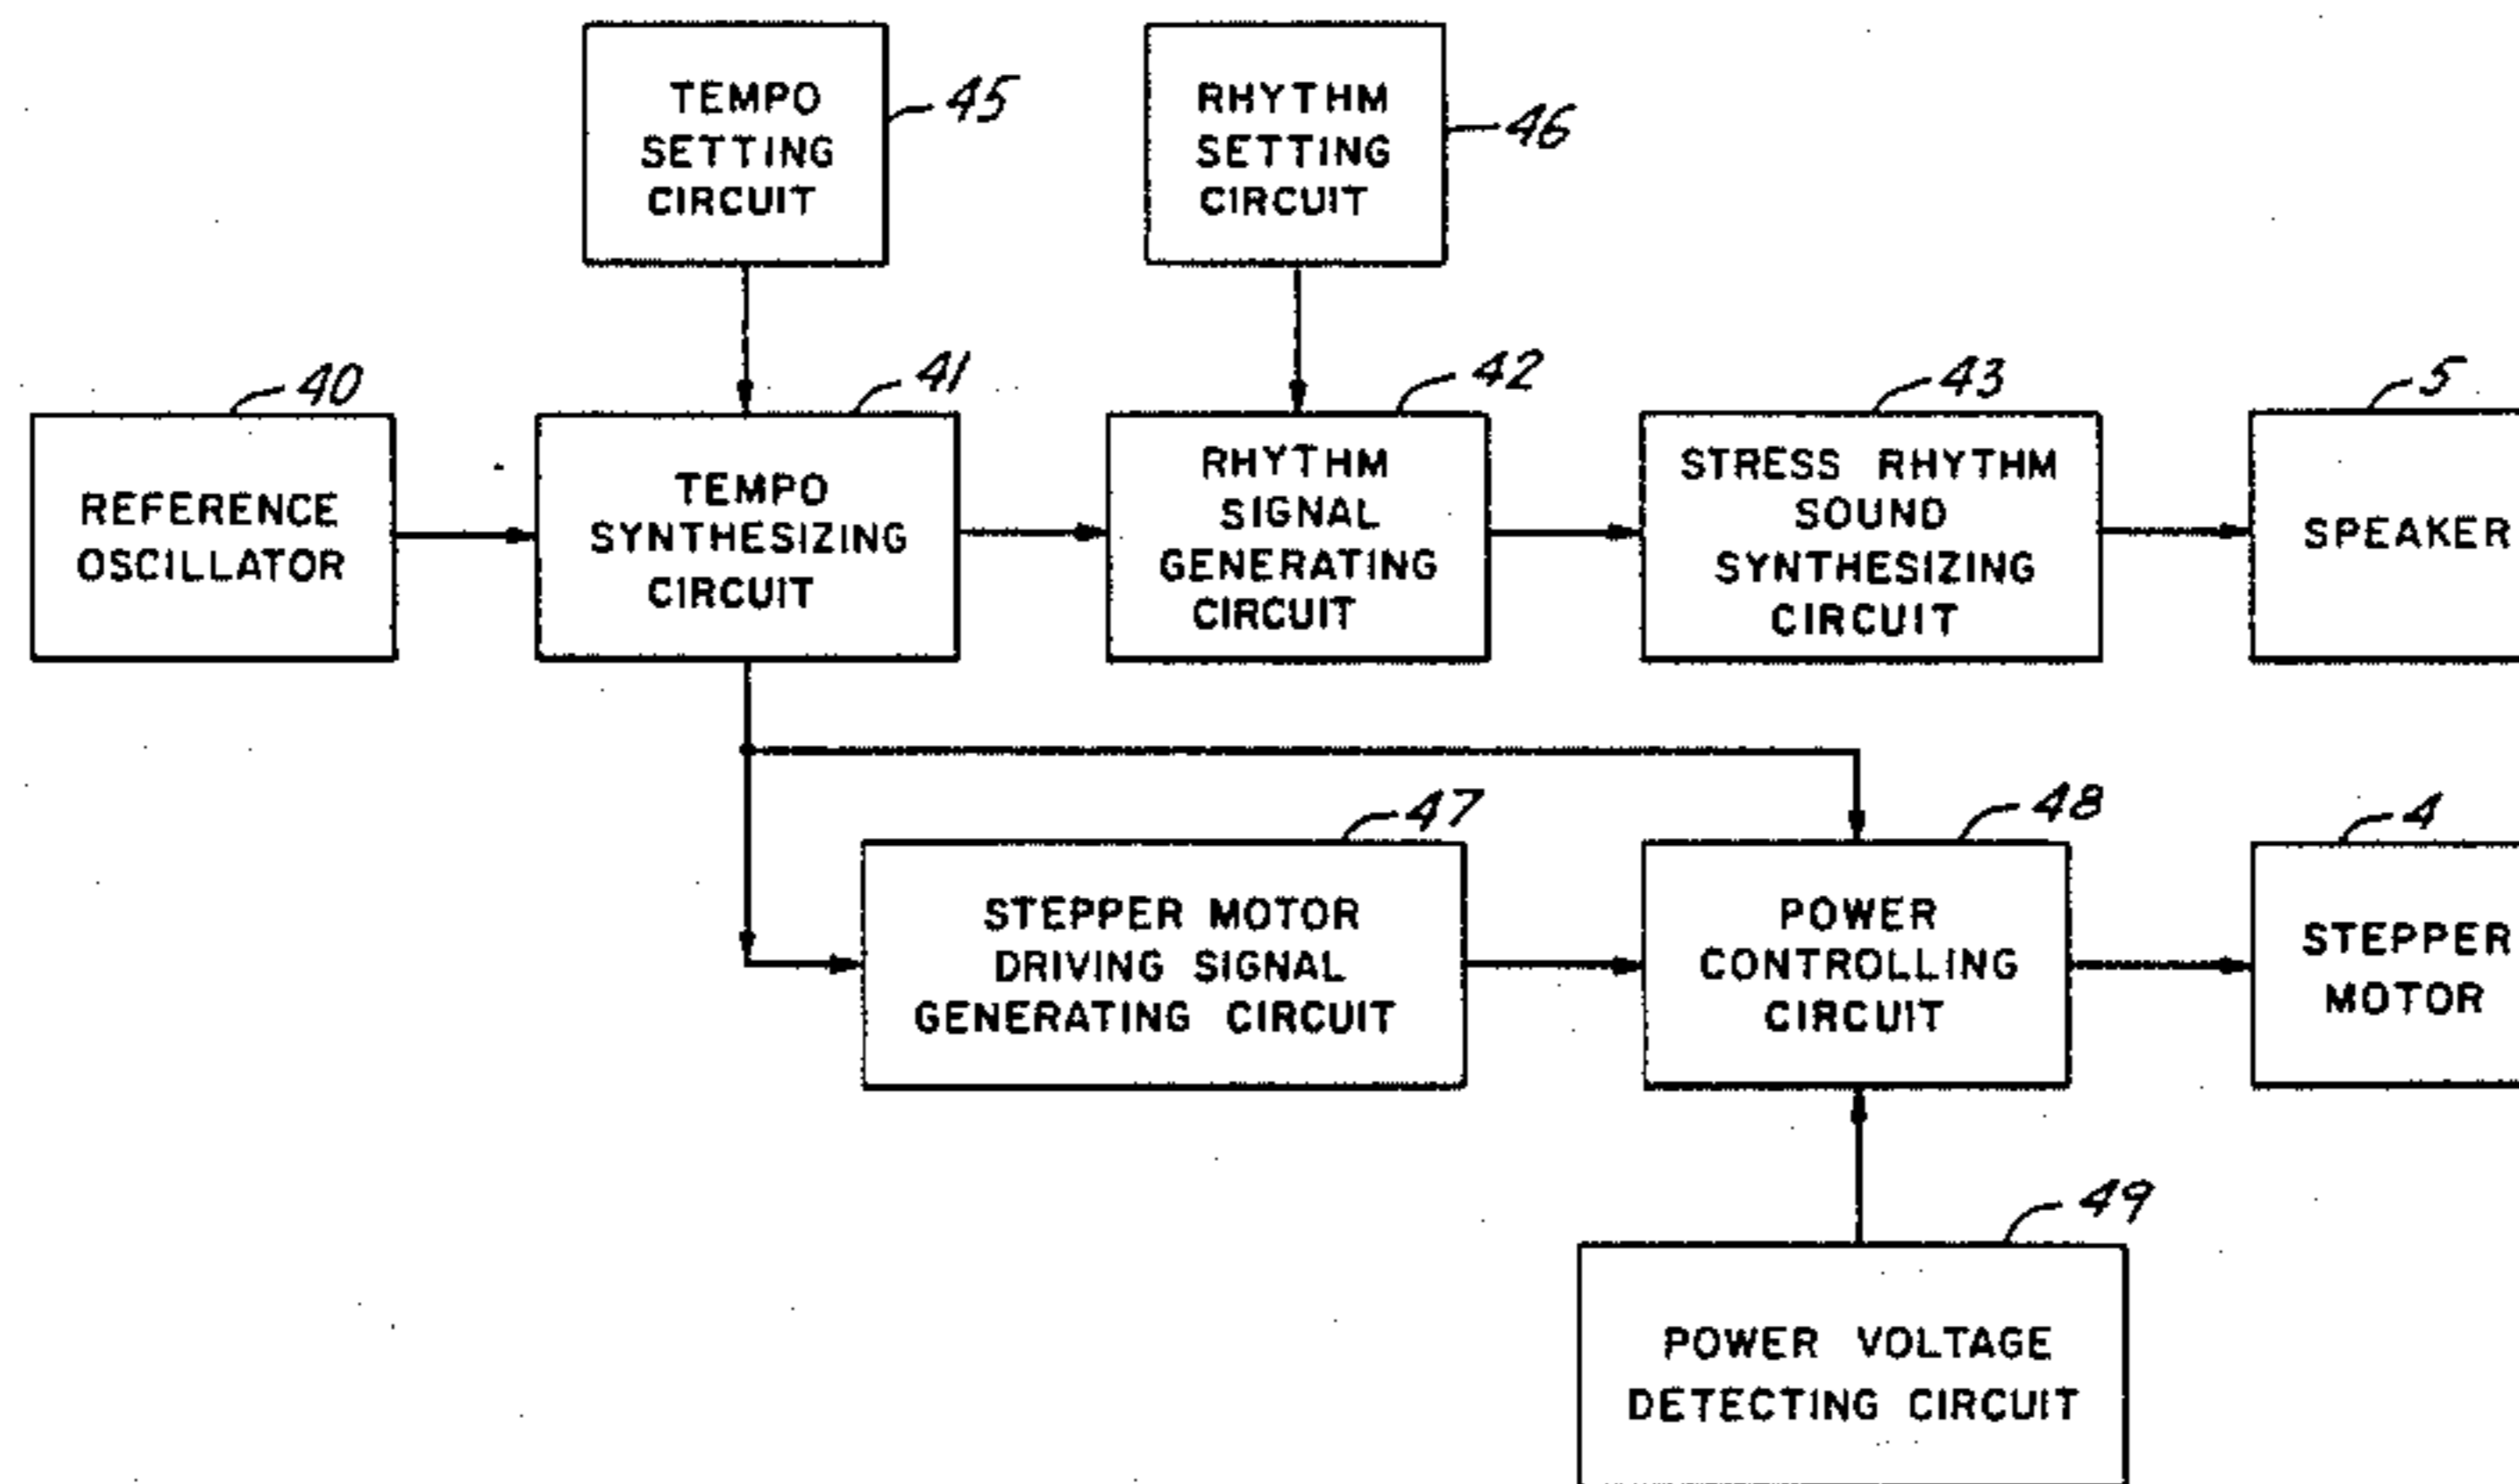 TEMPO
SETTING
CIRCUIT
45
RHYTHM
SETTING
CIRCUIT
46
40
REFERENCE
OSCILLATOR
41
TEMPO
SYNTHESIZING
CIRCUIT
42
RHYTHM
SIGNAL
GENERATING
CIRCUIT
43
STRESS RHYTHM
SOUND
SYNTHESIZING
CIRCUIT
5
SPEAKER
47
STEPPER MOTOR
DRIVING SIGNAL
GENERATING CIRCUIT
48
POWER
CONTROLLING
CIRCUIT
4
STEPPER
MOTOR
49
POWER VOLTAGE
DETECTING CIRCUIT